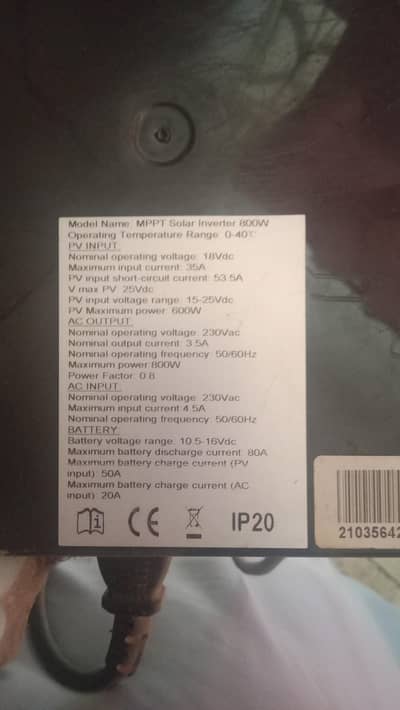 Model Name: MPPT Solar Inverter 800W
Operating Temperature Range: 0-40℃
PV INPUT:
Nominal operating voltage: 18Vdc
Maximum input current: 35A
PV input short-circuit current: 53.5A
V max PV: 25Vdc
PV input voltage range: 15-25Vdc
PV Maximum power: 600W
AC OUTPUT:
Nominal operating voltage: 230Vac
Nominal output current: 3.5A
Nominal operating frequency: 50/60Hz
Maximum power:800W
Power Factor: 0.8
AC INPUT:
Nominal operating voltage: 230Vac
Maximum input current:4.5A
Nominal operating frequency: 50/60Hz
BATTERY:
Battery voltage range: 10.5-16Vdc
Maximum battery discharge current: 80A
Maximum battery charge current (PV
input): 50A
Maximum battery charge current (AC
input): 20A
CE IP20
21035642